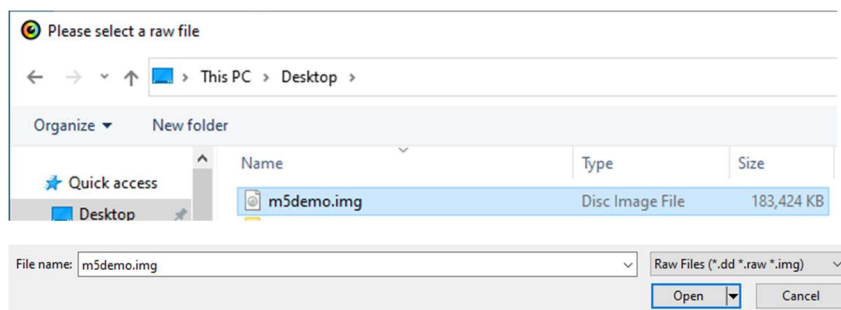 Please select a raw file
This PC > Desktop >
Organize New folder
Name Type Size
Quick access
m5demo.img Disc Image File 183,424 KB
Desktop
File name: m5demo.img Raw Files (*.dd *.raw *.img)
Open Cancel